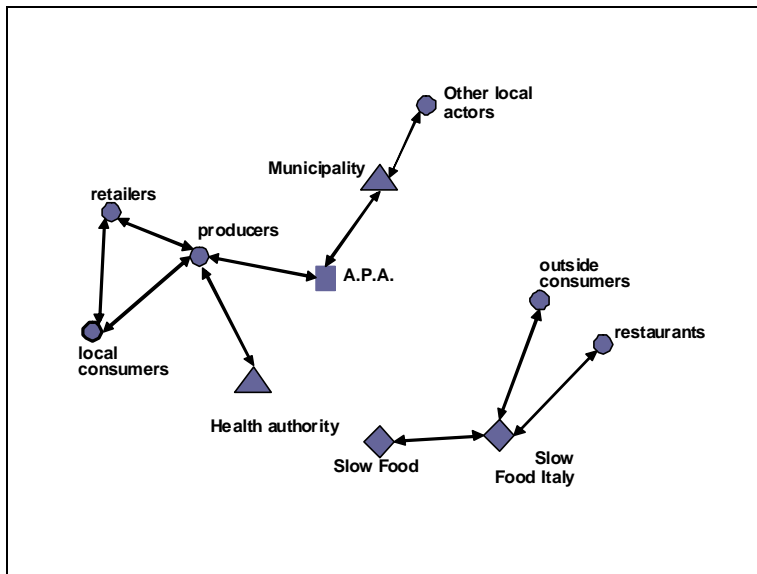 Other local
actors
Municipality
retailers
producers
A.P.A.
outside
consumers
restaurants
local
consumers
Health authority
Slow Food
Slow
Food Italy